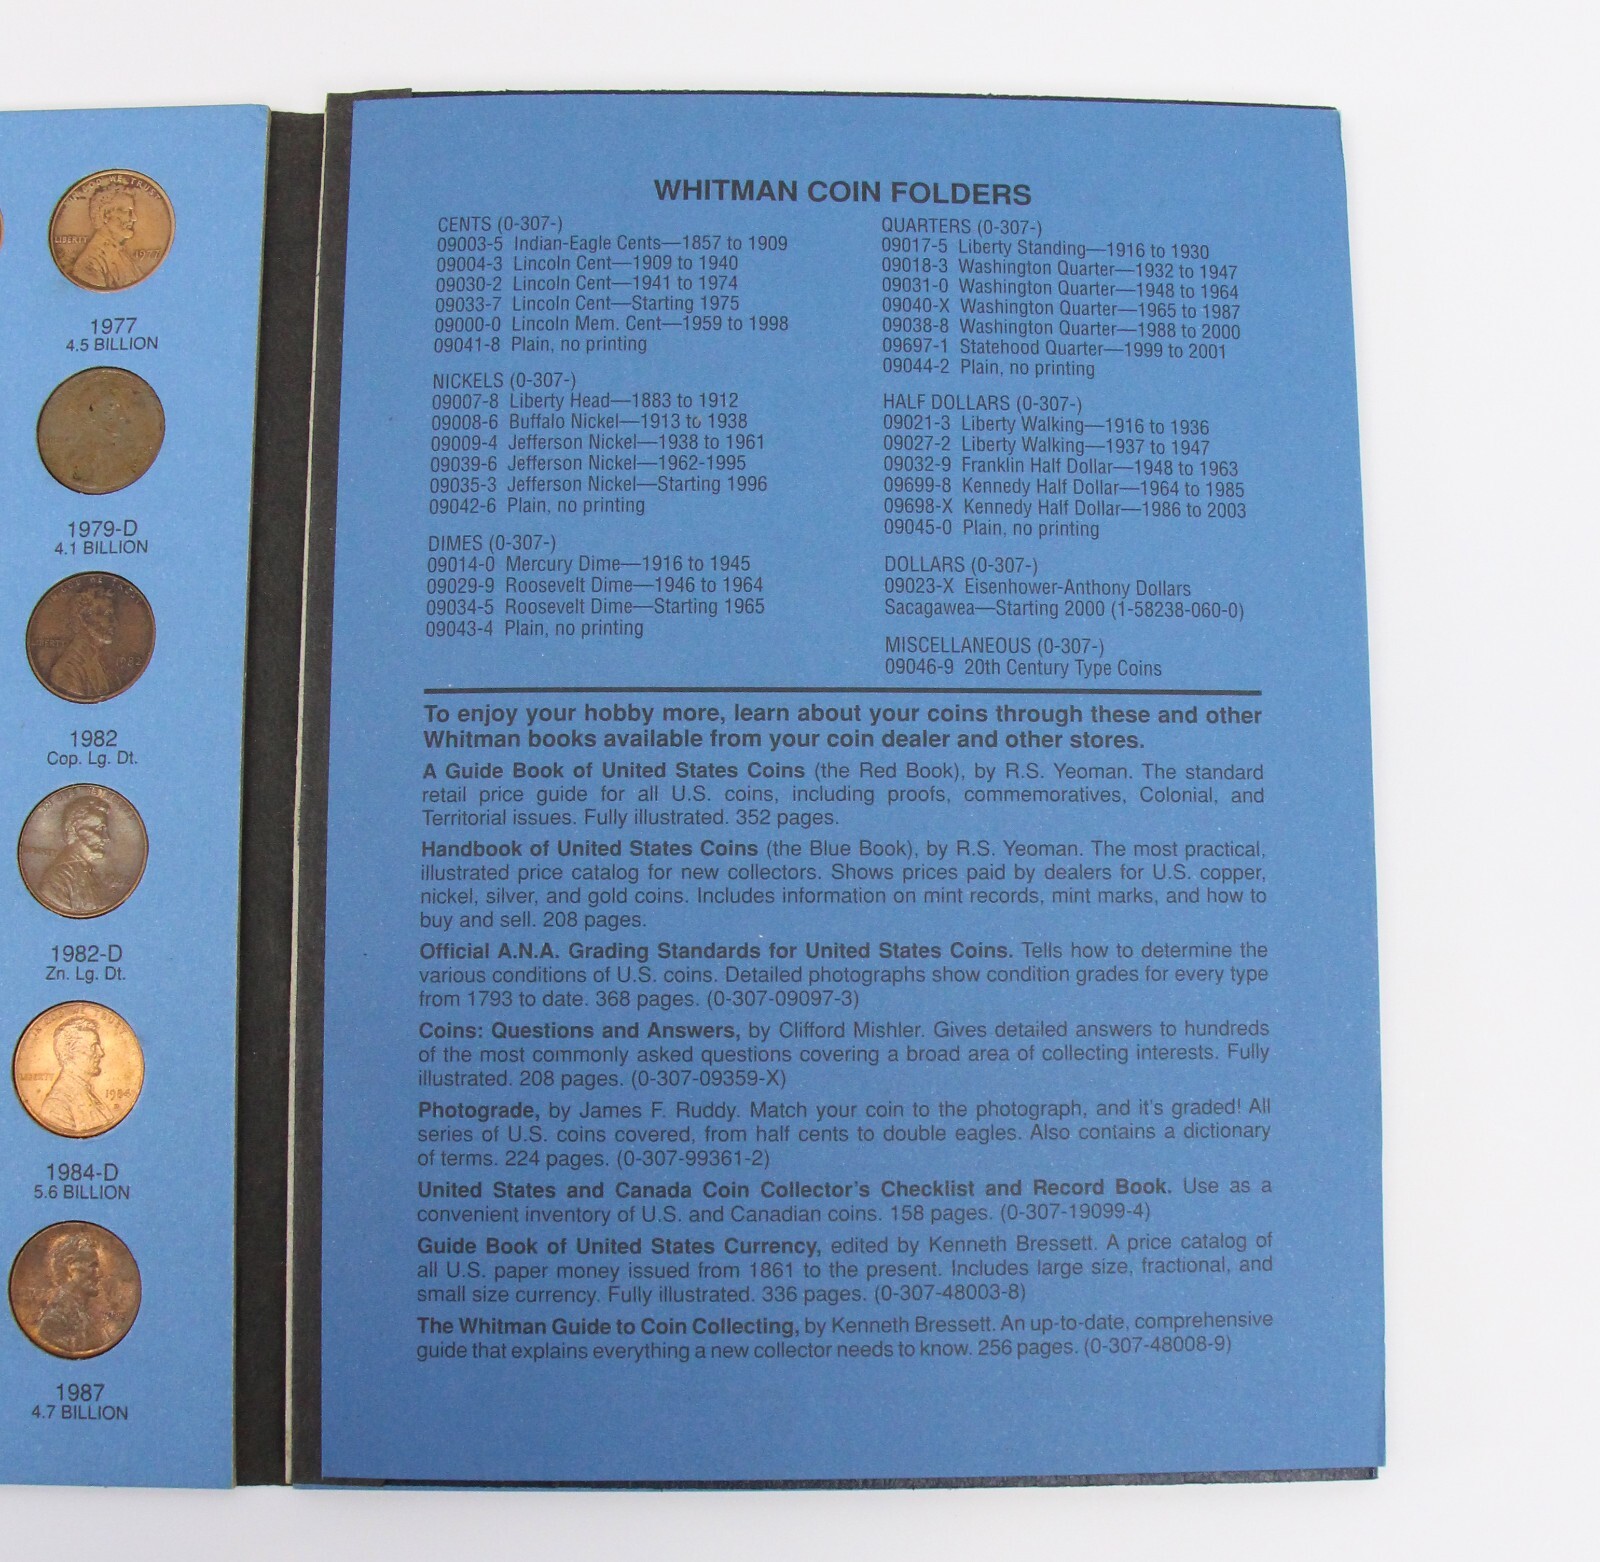 1977
4.5 BILLION
1979-D
4.1 BILLION
1982
Cop. Lg. Dt.
1982-D
Zn. Lg. Dt.
1984-D
5.6 BILLION
1987
4.7 BILLION
LIBERTY
1977
LIBERTY
1982
LIBERTY
1984
WHITMAN COIN FOLDERS
CENTS (0-307-)
09003-5 Indian-Eagle Cents—1857 to 1909
09004-3 Lincoln Cent—1909 to 1940
09030-2 Lincoln Cent—1941 to 1974
09033-7 Lincoln Cent—Starting 1975
09000-0 Lincoln Mem. Cent—1959 to 1998
09041-8 Plain, no printing
NICKELS (0-307-)
09007-8 Liberty Head—1883 to 1912
09008-6 Buffalo Nickel—1913 to 1938
09009-4 Jefferson Nickel—1938 to 1961
09039-6 Jefferson Nickel—1962-1995
09035-3 Jefferson Nickel—Starting 1996
09042-6 Plain, no printing
DIMES (0-307-)
09014-0 Mercury Dime—1916 to 1945
09029-9 Roosevelt Dime—1946 to 1964
09034-5 Roosevelt Dime—Starting 1965
09043-4 Plain, no printing
QUARTERS (0-307-)
09017-5 Liberty Standing—1916 to 1930
09018-3 Washington Quarter—1932 to 1947
09031-0 Washington Quarter—1948 to 1964
09040-X Washington Quarter—1965 to 1987
09038-8 Washington Quarter—1988 to 2000
09697-1 Statehood Quarter—1999 to 2001
09044-2 Plain, no printing
HALF DOLLARS (0-307-)
09021-3 Liberty Walking—1916 to 1936
09027-2 Liberty Walking—1937 to 1947
09032-9 Franklin Half Dollar—1948 to 1963
09699-8 Kennedy Half Dollar—1964 to 1985
09698-X Kennedy Half Dollar—1986 to 2003
09045-0 Plain, no printing
DOLLARS (0-307-)
09023-X Eisenhower-Anthony Dollars
Sacagawea—Starting 2000 (1-58238-060-0)
MISCELLANEOUS (0-307-)
09046-9 20th Century Type Coins
To enjoy your hobby more, learn about your coins through these and other
Whitman books available from your coin dealer and other stores.
A Guide Book of United States Coins (the Red Book), by R.S. Yeoman. The standard
retail price guide for all U.S. coins, including proofs, commemoratives, Colonial, and
Territorial issues. Fully illustrated. 352 pages.
Handbook of United States Coins (the Blue Book), by R.S. Yeoman. The most practical,
illustrated price catalog for new collectors. Shows prices paid by dealers for U.S. copper,
nickel, silver, and gold coins. Includes information on mint records, mint marks, and how to
buy and sell. 208 pages.
Official A.N.A. Grading Standards for United States Coins. Tells how to determine the
various conditions of U.S. coins. Detailed photographs show condition grades for every type
from 1793 to date. 368 pages. (0-307-09097-3)
Coins: Questions and Answers, by Clifford Mishler. Gives detailed answers to hundreds
of the most commonly asked questions covering a broad area of collecting interests. Fully
illustrated. 208 pages. (0-307-09359-X)
Photograde, by James F. Ruddy. Match your coin to the photograph, and it's graded! All
series of U.S. coins covered, from half cents to double eagles. Also contains a dictionary
of terms. 224 pages. (0-307-99361-2)
United States and Canada Coin Collector's Checklist and Record Book. Use as a
convenient inventory of U.S. and Canadian coins. 158 pages. (0-307-19099-4)
Guide Book of United States Currency, edited by Kenneth Bressett. A price catalog of
all U.S. paper money issued from 1861 to the present. Includes large size, fractional, and
small size currency. Fully illustrated. 336 pages. (0-307-48003-8)
The Whitman Guide to Coin Collecting, by Kenneth Bressett. An up-to-date, comprehensive
guide that explains everything a new collector needs to know. 256 pages. (0-307-48008-9)